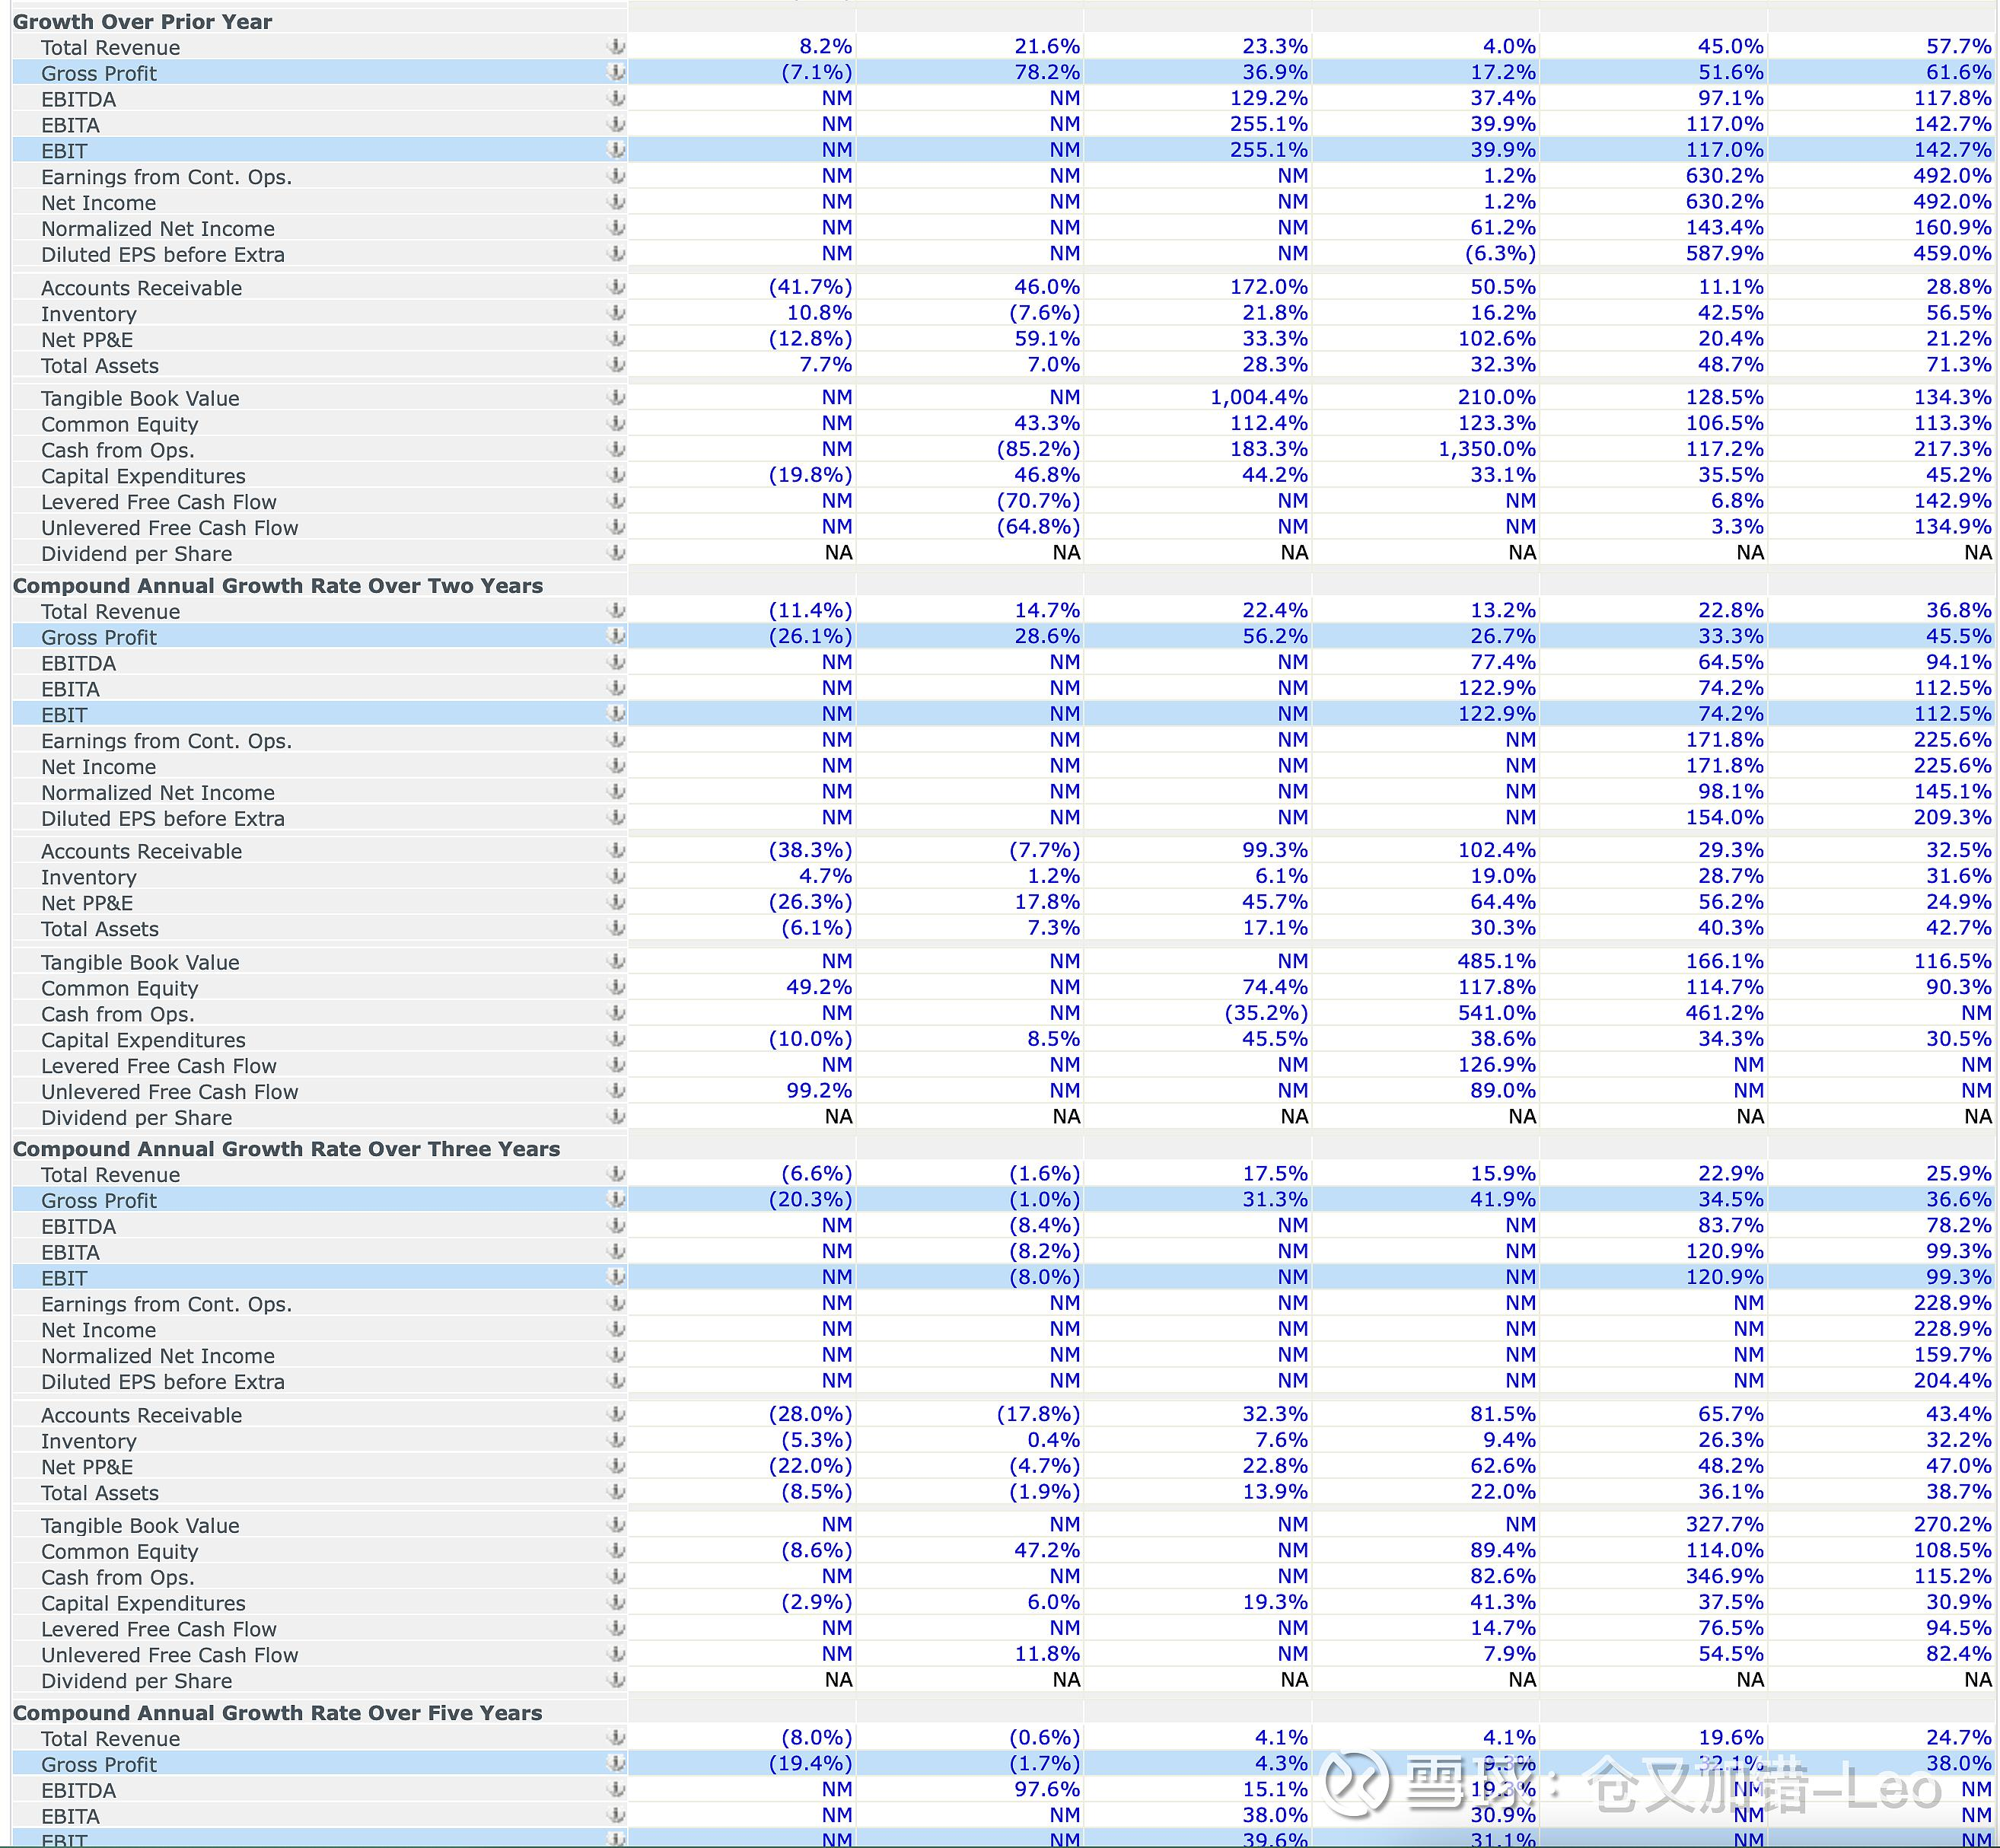 Growth Over Prior Year
Total Revenue 8.2% 21.6% 23.3% 4.0% 45.0% 57.7%
Gross Profit (7.1%) 78.2% 36.9% 17.2% 51.6% 61.6%
EBITDA NM NM 129.2% 37.4% 97.1% 117.8%
EBITA NM NM 255.1% 39.9% 117.0% 142.7%
EBIT NM NM 255.1% 39.9% 117.0% 142.7%
Earnings from Cont. Ops. NM NM NM 1.2% 630.2% 492.0%
Net Income NM NM NM 1.2% 630.2% 492.0%
Normalized Net Income NM NM NM 61.2% 143.4% 160.9%
Diluted EPS before Extra NM NM NM (6.3%) 587.9% 459.0%
Accounts Receivable (41.7%) 46.0% 172.0% 50.5% 11.1% 28.8%
Inventory 10.8% (7.6%) 21.8% 16.2% 42.5% 56.5%
Net PP&E (12.8%) 59.1% 33.3% 102.6% 20.4% 21.2%
Total Assets 7.7% 7.0% 28.3% 32.3% 48.7% 71.3%
Tangible Book Value NM NM 1,004.4% 210.0% 128.5% 134.3%
Common Equity NM 43.3% 112.4% 123.3% 106.5% 113.3%
Cash from Ops. NM (85.2%) 183.3% 1,350.0% 117.2% 217.3%
Capital Expenditures (19.8%) 46.8% 44.2% 33.1% 35.5% 45.2%
Levered Free Cash Flow NM (70.7%) NM NM 6.8% 142.9%
Unlevered Free Cash Flow NM (64.8%) NM NM 3.3% 134.9%
Dividend per Share NA NA NA NA NA NA
Compound Annual Growth Rate Over Two Years
Total Revenue (11.4%) 14.7% 22.4% 13.2% 22.8% 36.8%
Gross Profit (26.1%) 28.6% 56.2% 26.7% 33.3% 45.5%
EBITDA NM NM NM 77.4% 64.5% 94.1%
EBITA NM NM NM 122.9% 74.2% 112.5%
EBIT NM NM NM 122.9% 74.2% 112.5%
Earnings from Cont. Ops. NM NM NM NM 171.8% 225.6%
Net Income NM NM NM NM 171.8% 225.6%
Normalized Net Income NM NM NM NM 98.1% 145.1%
Diluted EPS before Extra NM NM NM NM 154.0% 209.3%
Accounts Receivable (38.3%) (7.7%) 99.3% 102.4% 29.3% 32.5%
Inventory 4.7% 1.2% 6.1% 19.0% 28.7% 31.6%
Net PP&E (26.3%) 17.8% 45.7% 64.4% 56.2% 24.9%
Total Assets (6.1%) 7.3% 17.1% 30.3% 40.3% 42.7%
Tangible Book Value NM NM NM 485.1% 166.1% 116.5%
Common Equity 49.2% NM 74.4% 117.8% 114.7% 90.3%
Cash from Ops. NM NM (35.2%) 541.0% 461.2% NM
Capital Expenditures (10.0%) 8.5% 45.5% 38.6% 34.3% 30.5%
Levered Free Cash Flow NM NM NM 126.9% NM NM
Unlevered Free Cash Flow 99.2% NM NM 89.0% NM NM
Dividend per Share NA NA NA NA NA NA
Compound Annual Growth Rate Over Three Years
Total Revenue (6.6%) (1.6%) 17.5% 15.9% 22.9% 25.9%
Gross Profit (20.3%) (1.0%) 31.3% 41.9% 34.5% 36.6%
EBITDA NM (8.4%) NM NM 83.7% 78.2%
EBITA NM (8.2%) NM NM 120.9% 99.3%
EBIT NM (8.0%) NM NM 120.9% 99.3%
Earnings from Cont. Ops. NM NM NM NM NM 228.9%
Net Income NM NM NM NM NM 228.9%
Normalized Net Income NM NM NM NM NM 159.7%
Diluted EPS before Extra NM NM NM NM NM 204.4%
Accounts Receivable (28.0%) (17.8%) 32.3% 81.5% 65.7% 43.4%
Inventory (5.3%) 0.4% 7.6% 9.4% 26.3% 32.2%
Net PP&E (22.0%) (4.7%) 22.8% 62.6% 48.2% 47.0%
Total Assets (8.5%) (1.9%) 13.9% 22.0% 36.1% 38.7%
Tangible Book Value NM NM NM NM 327.7% 270.2%
Common Equity (8.6%) 47.2% NM 89.4% 114.0% 108.5%
Cash from Ops. NM NM NM 82.6% 346.9% 115.2%
Capital Expenditures (2.9%) 6.0% 19.3% 41.3% 37.5% 30.9%
Levered Free Cash Flow NM NM NM 14.7% 76.5% 94.5%
Unlevered Free Cash Flow NM 11.8% NM 7.9% 54.5% 82.4%
Dividend per Share NA NA NA NA NA NA
Compound Annual Growth Rate Over Five Years
Total Revenue (8.0%) (0.6%) 4.1% 4.1% 19.6% 24.7%
Gross Profit (19.4%) (1.7%) 4.3% 9.3% 32.1% 38.0%
EBITDA NM 97.6% 15.1% 19.3% NM NM
EBITA NM NM 38.0% 30.9% NM NM
EBIT NM NM 39.6% 31.1% NM NM
雪球：仓又加错-Leo